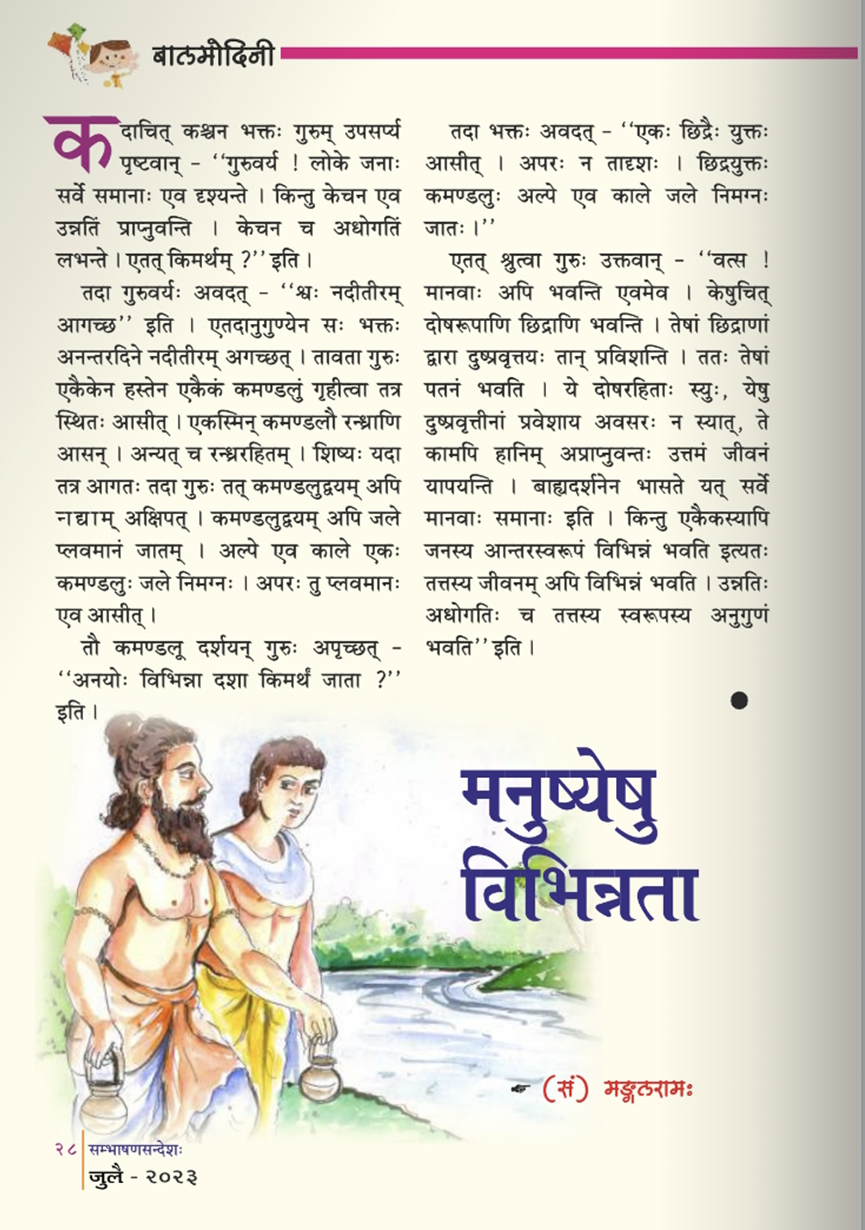 बालमोदिनी
कदाचित् कश्चन भक्तः गुरुम् उपसर्प्य
पृष्टवान् – ‘‘गुरुवर्य ! लोके जनाः
सर्वे समानाः एव दृश्यन्ते । किन्तु केचन एव
उन्नतिं प्राप्नुवन्ति । केचन च अधोगतिं
लभन्ते । एतत् किमर्थम् ?’’ इति ।
तदा गुरुवर्यः अवदत् – ‘‘श्वः नदीतीरम्
आगच्छ’’ इति । एतदानुगुण्येन सः भक्तः
अनन्तरदिने नदीतीरम् अगच्छत् । तावता गुरुः
एकैकेन हस्तेन एकैकं कमण्डलुं गृहीत्वा तत्र
स्थितः आसीत् । एकस्मिन् कमण्डलौ रन्ध्राणि
आसन् । अन्यत् च रन्ध्ररहितम् । शिष्यः यदा
तत्र आगतः तदा गुरुः तत् कमण्डलुद्वयम् अपि
नद्याम् अक्षिपत् । कमण्डलुद्वयम् अपि जले
प्लवमानं जातम् । अल्पे एव काले एकः
कमण्डलुः जले निमग्नः । अपरः तु प्लवमानः
एव आसीत् ।
तौ कमण्डलू दर्शयन् गुरुः अपृच्छत् –
‘‘अनयोः विभिन्ना दशा किमर्थं जाता ?’’
इति ।
तदा भक्तः अवदत् – ‘‘एकः छिद्रैः युक्तः
आसीत् । अपरः न तादृशः । छिद्रयुक्तः
कमण्डलुः अल्पे एव काले जले निमग्नः
जातः ।’’
एतत् श्रुत्वा गुरुः उक्तवान् – ‘‘वत्स !
मानवाः अपि भवन्ति एवमेव । केषुचित्
दोषरूपाणि छिद्राणि भवन्ति । तेषां छिद्राणां
द्वारा दुष्प्रवृत्तयः तान् प्रविशन्ति । ततः तेषां
पतनं भवति । ये दोषरहिताः स्युः, येषु
दुष्प्रवृत्तीनां प्रवेशाय अवसरः न स्यात्, ते
कामपि हानिम् अप्राप्नुवन्तः उत्तमं जीवनं
यापयन्ति । बाह्यदर्शनेन भासते यत् सर्वे
मानवाः समानाः इति । किन्तु एकैकस्यापि
जनस्य आन्तरस्वरूपं विभिन्नं भवति इत्यतः
तत्तस्य जीवनम् अपि विभिन्नं भवति । उन्नतिः
अधोगतिः च तत्तस्य स्वरूपस्य अनुगुणं
भवति’’ इति ।
मनुष्येषु
विभिन्नता
(सं) मङ्गलरामः
२८ सम्भाषणसन्देशः
जुलै - २०२३